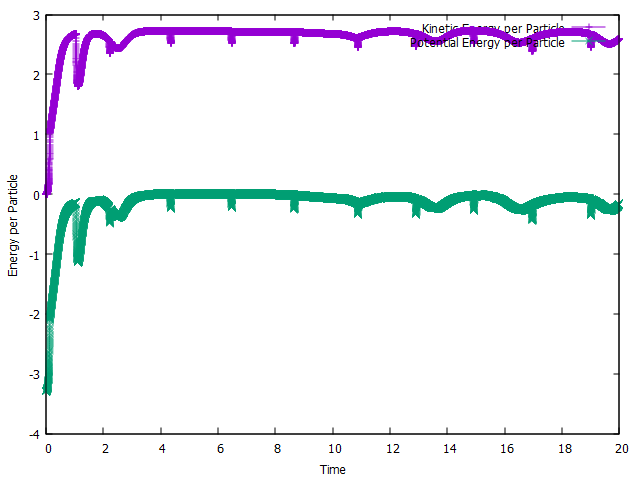 Kinetic Energy per Particle
Potential Energy per Particle
3
2
1
0
-1
-2
-3
-4
Energy per Particle
0 2 4 6 8 10 12 14 16 18 20
Time